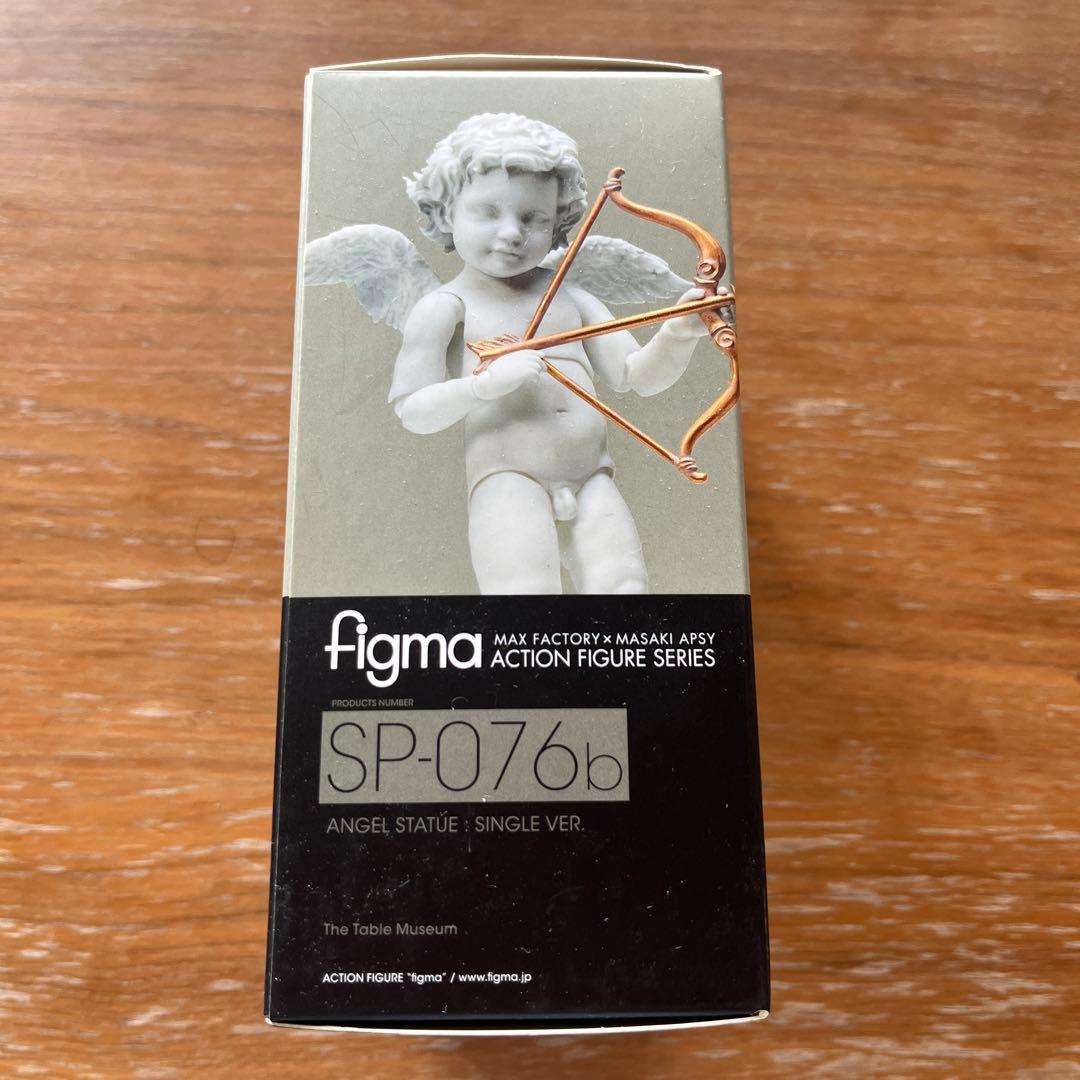 figma
MAX FACTORY × MASAKI APSY
ACTION FIGURE SERIES
PRODUCTS NUMBER
SP-076b
ANGEL STATUE : SINGLE VER.
The Table Museum
ACTION FIGURE "figma" / www.figma.jp